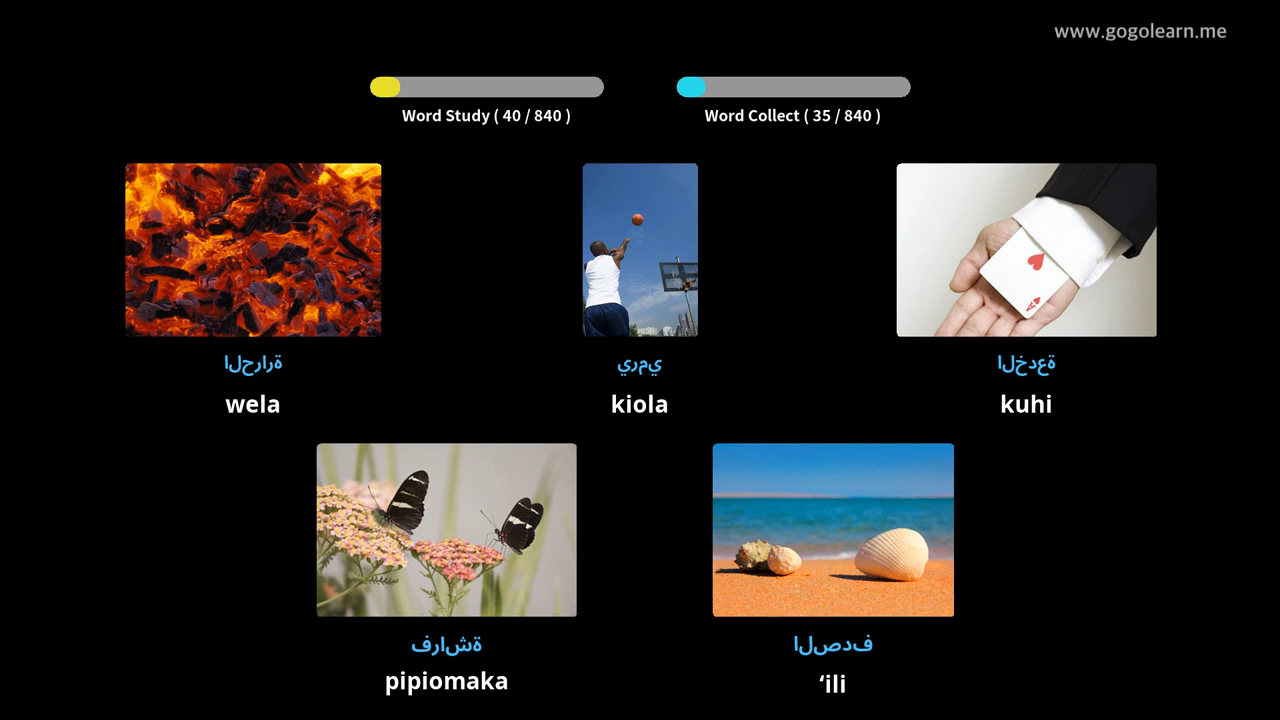 www.gogolearn.me
Word Study ( 40 / 840 )
Word Collect ( 35 / 840 )
الحرارة
يرمي
الخدعة
wela
kiola
kuhi
فراشة
الصدف
pipiomaka
ʻili